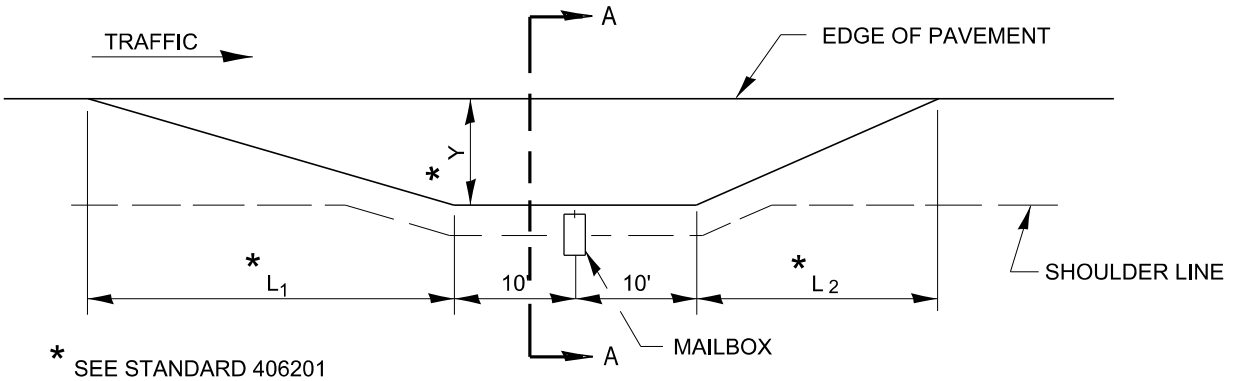 A
TRAFFIC
EDGE OF PAVEMENT
* Y
* L1
10'
10'
* L2
SHOULDER LINE
MAILBOX
A
* SEE STANDARD 406201